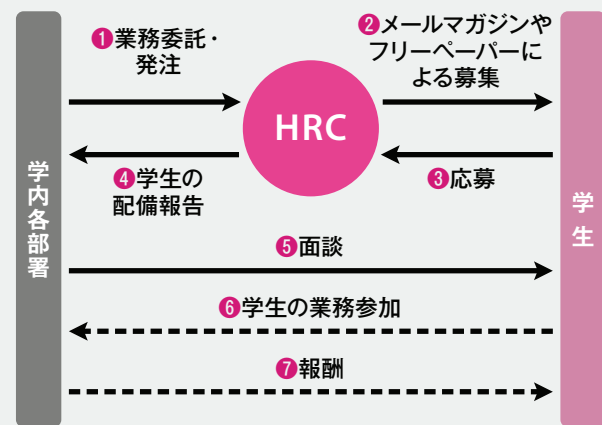 ❶業務委託・
発注
❷メールマガジンや
フリーペーパーに
よる募集
HRC
❹学生の
配備報告
❸応募
学内各部署
学生
❺面談
❻学生の業務参加
❼報酬